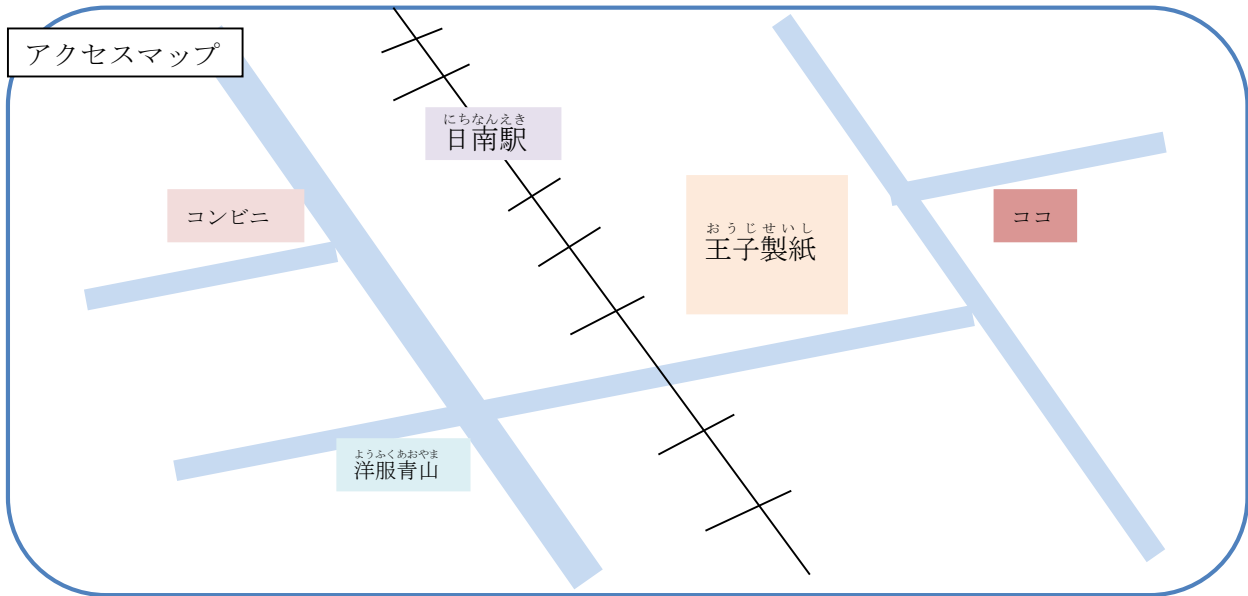 アクセスマップ
にちなんえき
日南駅
コンビニ
おうじせいし
王子製紙
ココ
ようふくあおやま
洋服青山